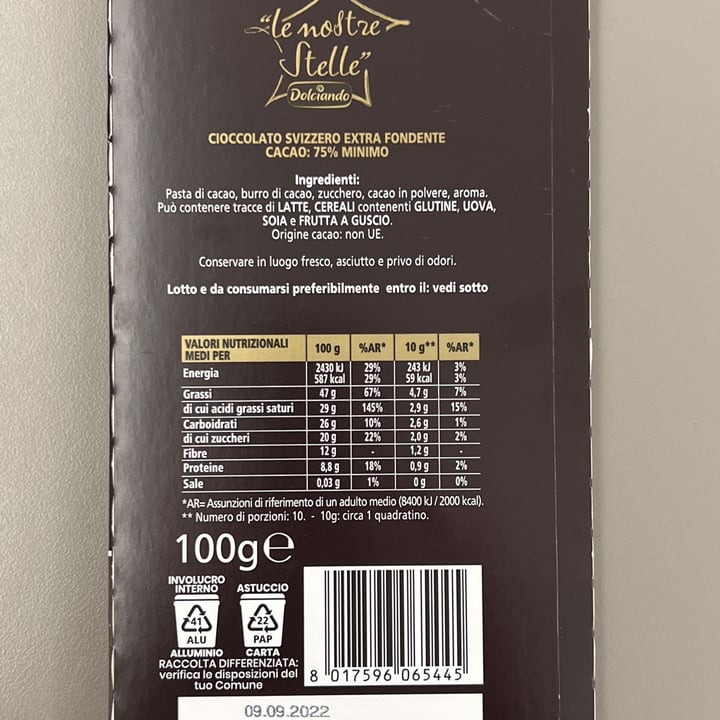 “le nostre
Stelle”
Dolciando
CIOCCOLATO SVIZZERO EXTRA FONDENTE
CACAO: 75% MINIMO
Ingredienti:
Pasta di cacao, burro di cacao, zucchero, cacao in polvere, aroma.
Può contenere tracce di LATTE, CEREALI contenenti GLUTINE, UOVA,
SOIA e FRUTTA A GUSCIO.
Origine cacao: non UE.
Conservare in luogo fresco, asciutto e privo di odori.
Lotto e da consumarsi preferibilmente entro il: vedi sotto
VALORI NUTRIZIONALI MEDI PER 100 g %AR* 10 g** %AR*
Energia 2430 kJ 29% 243 kJ 3%
587 kcal 29% 59 kcal 3%
Grassi 47 g 67% 4,7 g 7%
di cui acidi grassi saturi 29 g 145% 2,9 g 15%
Carboidrati 26 g 10% 2,6 g 1%
di cui zuccheri 20 g 22% 2,0 g 2%
Fibre 12 g - 1,2 g -
Proteine 8,8 g 18% 0,9 g 2%
Sale 0,03 g 1% 0 g 0%
*AR= Assunzioni di riferimento di un adulto medio (8400 kJ / 2000 kcal).
** Numero di porzioni: 10. - 10g: circa 1 quadratino.
100g℮
INVOLUCRO INTERNO
41
ALU
ALLUMINIO
ASTUCCIO
22
PAP
CARTA
RACCOLTA DIFFERENZIATA:
verifica le disposizioni del
tuo Comune
8 017596 065445
09.09.2022